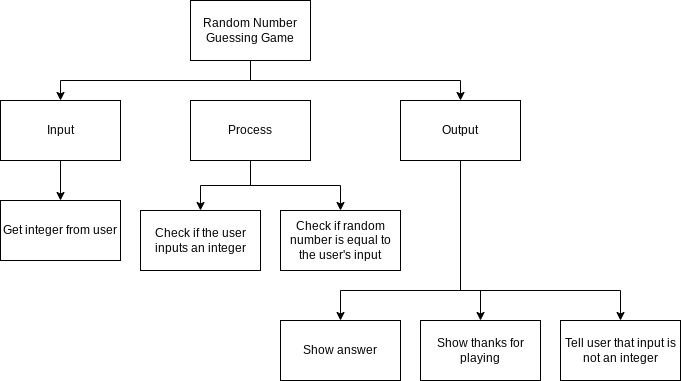 Random Number
Guessing Game
Input
Process
Output
Get integer from user
Check if the user
inputs an integer
Check if random
number is equal to
the user's input
Show answer
Show thanks for
playing
Tell user that input is
not an integer